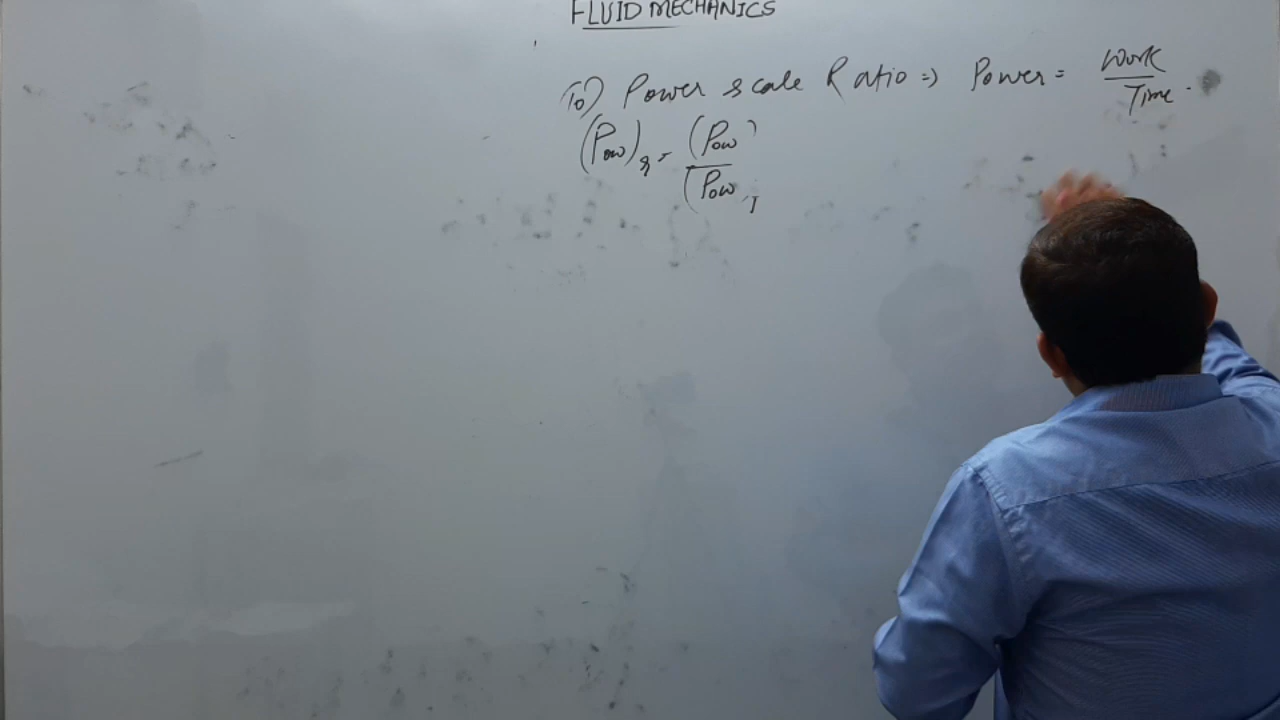 FLUID MECHANICS
10) Power scale Ratio ⇒ Power = Work / Time
(Pow)r = (Pow) / (Pow